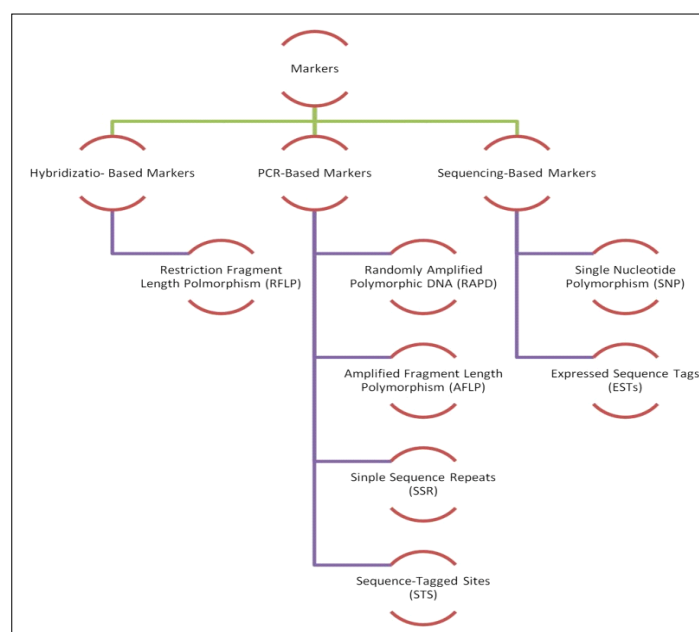 Markers
Hybridizatio- Based Markers
PCR-Based Markers
Sequencing-Based Markers
Restriction Fragment
Length Polmorphism (RFLP)
Randomly Amplified
Polymorphic DNA (RAPD)
Single Nucleotide
Polymorphism (SNP)
Amplified Fragment Length
Polymorphism (AFLP)
Expressed Sequence Tags
(ESTs)
Sinple Sequence Repeats
(SSR)
Sequence-Tagged Sites
(STS)